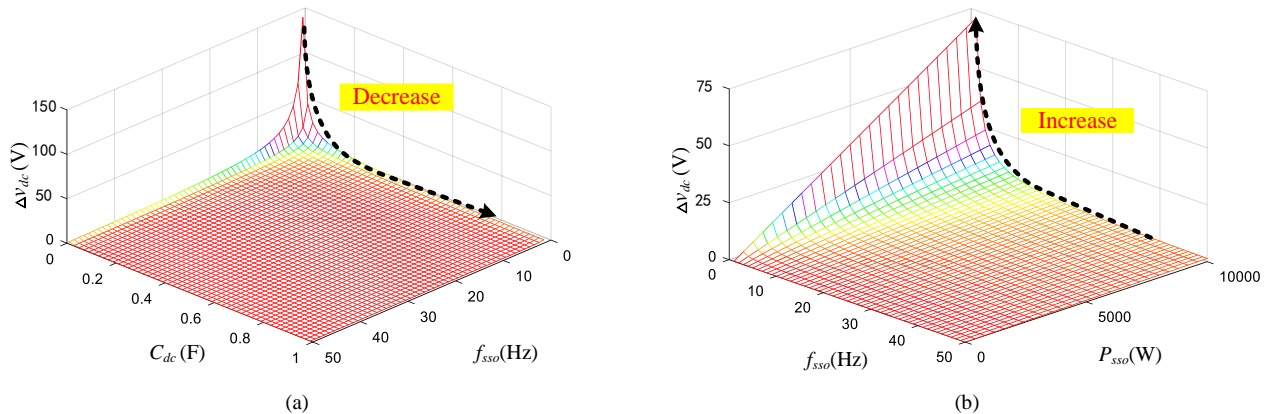 Decrease
150
100
50
0
Δv_dc (V)
0
0.2
0.4
0.6
0.8
1
C_dc (F)
50
40
30
20
10
0
f_sso(Hz)
(a)
Increase
75
50
25
0
Δv_dc (V)
0
10
20
30
40
50
f_sso(Hz)
0
5000
10000
P_sso(W)
(b)